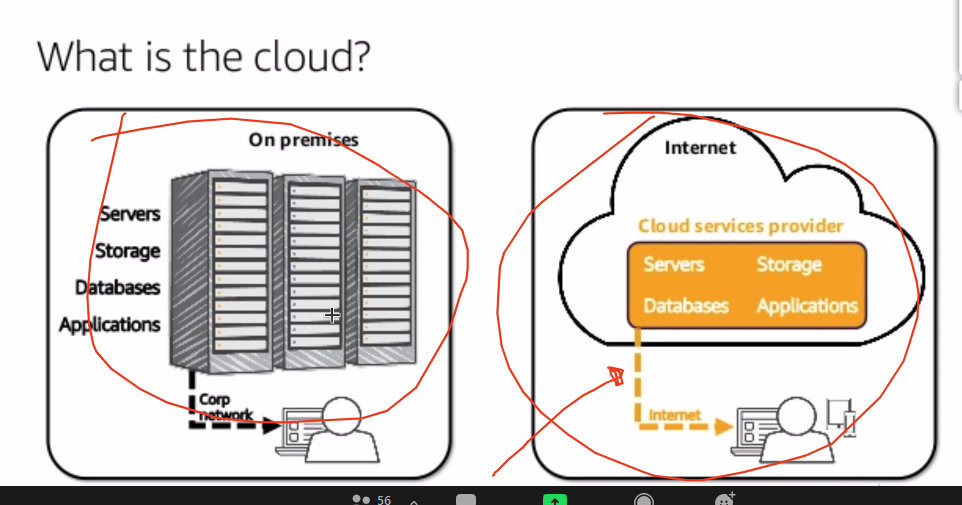 What is the cloud?
On premises
Servers
Storage
Databases
Applications
Corp
network
Internet
Cloud services provider
Servers Storage
Databases Applications
Internet
56